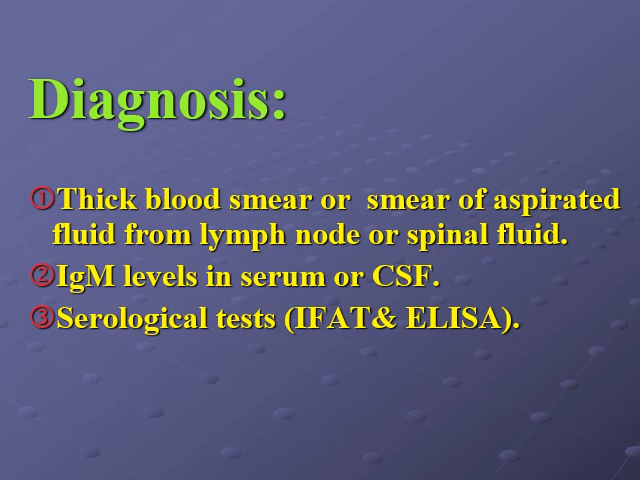 Diagnosis:
①Thick blood smear or smear of aspirated
fluid from lymph node or spinal fluid.
②IgM levels in serum or CSF.
③Serological tests (IFAT& ELISA).